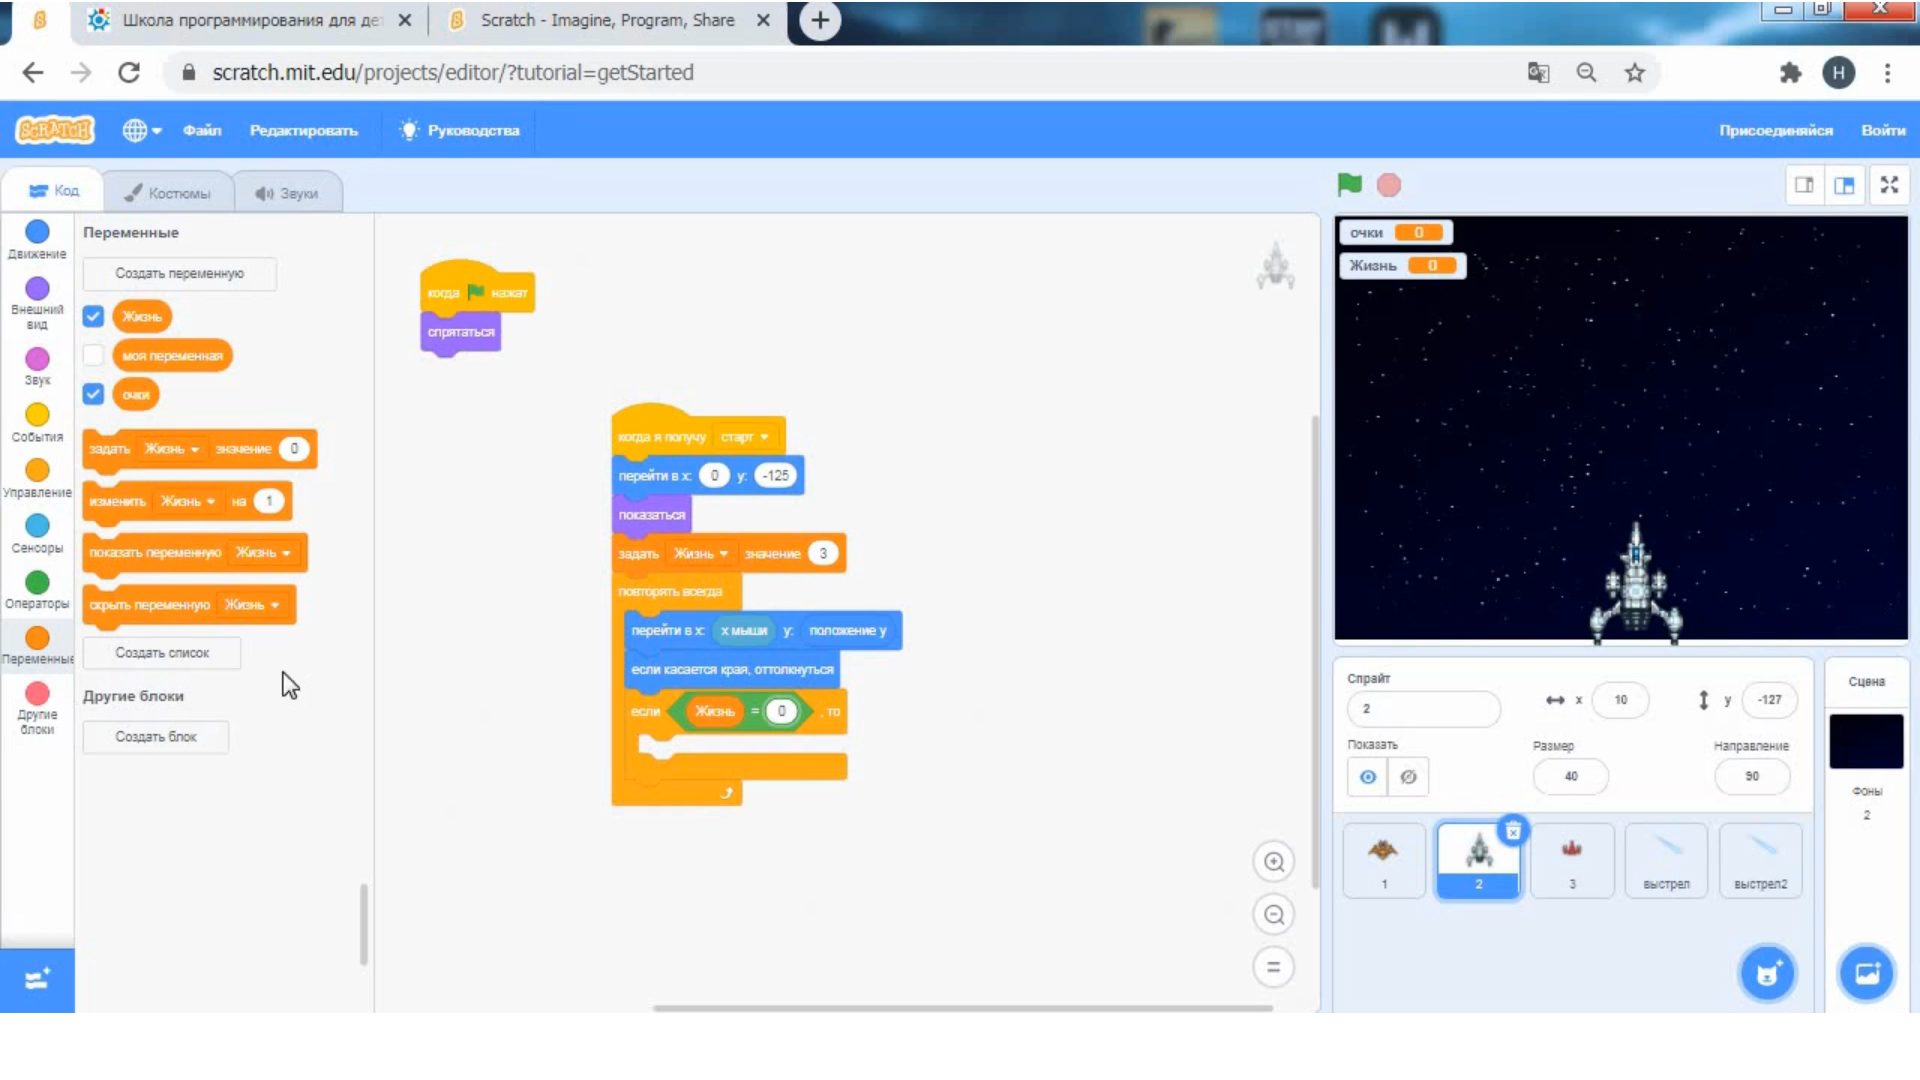 Школа программирования для де
Scratch - Imagine, Program, Share
scratch.mit.edu/projects/editor/?tutorial=getStarted
H
SCRATCH
Файл
Редактировать
Руководства
Присоединяйся
Войти
Код
Костюмы
Звуки
Движение
Внешний
вид
Звук
События
Управление
Сенсоры
Операторы
Переменные
Другие
блоки
Переменные
Создать переменную
Жизнь
моя переменная
очки
задать Жизнь значение 0
изменить Жизнь на 1
показать переменную Жизнь
скрыть переменную Жизнь
Создать список
Другие блоки
Создать блок
когда нажат
спрятаться
когда я получу старт
перейти в x: 0 y: -125
показаться
задать Жизнь значение 3
повторять всегда
перейти в x: x мыши y: положение y
если касается края, оттолкнуться
если Жизнь = 0 , то
очки 0
Жизнь 0
Спрайт
2
x 10
y -127
Показать
Размер
40
Направление
90
1
2
3
выстрел
выстрел2
Сцена
Фоны
2